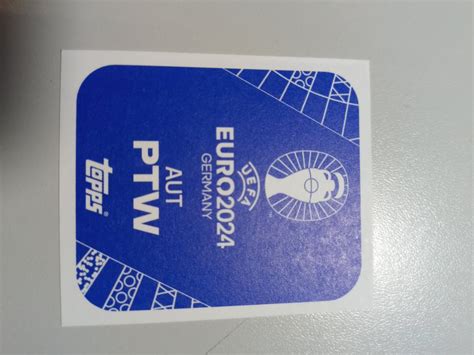 UEFA
EURO2024
GERMANY
AUT
PTW
topps®